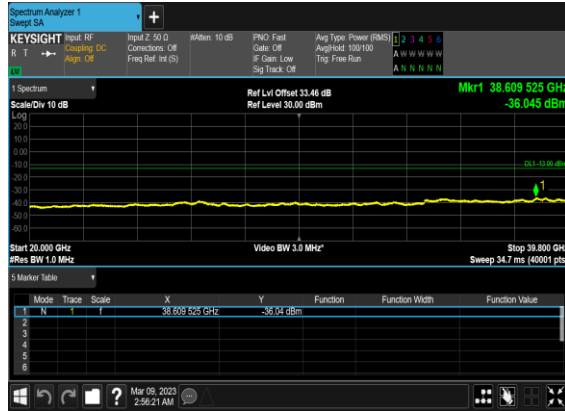 Spectrum Analyzer 1
Swept SA
+
KEYSIGHT Input: RF Input Z: 50 Ω #Atten: 10 dB PNO: Fast Avg Type: Power (RMS) 1 2 3 4 5 6
R T Coupling: DC Corrections: Off Gate: Off Avg|Hold: 100/100 A W W W W W
Align: Off Freq Ref: Int (S) IF Gain: Low Trig: Free Run
Sig Track: Off A N N N N N
1 Spectrum Ref Lvl Offset 33.46 dB Mkr1 38.609 525 GHz
Scale/Div 10 dB Ref Level 30.00 dBm -36.045 dBm
Log
20.0
10.0
0.00
-10.0 DL1 -13.00 dBm
-20.0
-30.0 1
-40.0
-50.0
-60.0
Start 20.000 GHz Video BW 3.0 MHz* Stop 39.800 GHz
#Res BW 1.0 MHz Sweep 34.7 ms (40001 pts)
5 Marker Table
Mode Trace Scale X Y Function Function Width Function Value
1 N 1 f 38.609 525 GHz -36.04 dBm
2
3
4
5
6
? Mar 09, 2023
2:56:21 AM